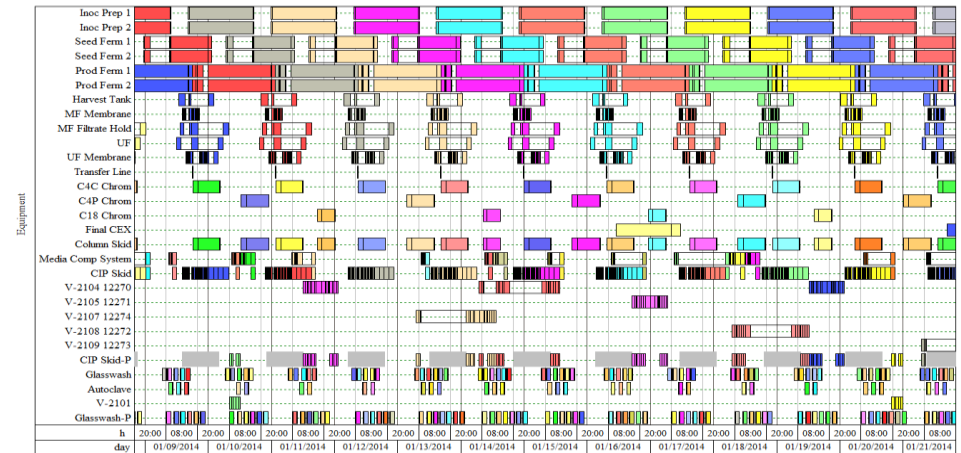 Equipment
Inoc Prep 1
Inoc Prep 2
Seed Ferm 1
Seed Ferm 2
Prod Ferm 1
Prod Ferm 2
Harvest Tank
MF Membrane
MF Filtrate Hold
UF
UF Membrane
Transfer Line
C4C Chrom
C4P Chrom
C18 Chrom
Final CEX
Column Skid
Media Comp System
CIP Skid
V-2104 12270
V-2105 12271
V-2107 12274
V-2108 12272
V-2109 12273
CIP Skid-P
Glasswash
Autoclave
V-2101
Glasswash-P
h 20:00 08:00 20:00 08:00 20:00 08:00 20:00 08:00 20:00 08:00 20:00 08:00 20:00 08:00 20:00 08:00 20:00 08:00 20:00 08:00 20:00 08:00 20:00 08:00 20:00 08:00
day 01/09/2014 01/10/2014 01/11/2014 01/12/2014 01/13/2014 01/14/2014 01/15/2014 01/16/2014 01/17/2014 01/18/2014 01/19/2014 01/20/2014 01/21/2014